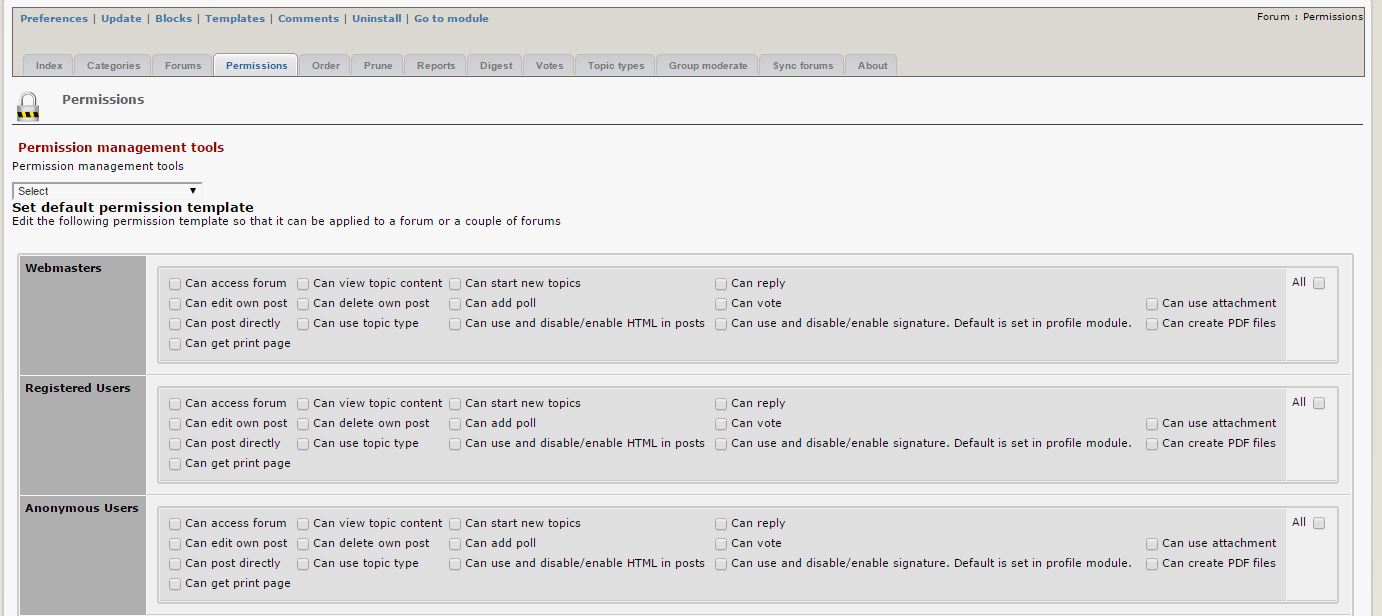 Preferences | Update | Blocks | Templates | Comments | Uninstall | Go to module
Forum : Permissions
Index Categories Forums Permissions Order Prune Reports Digest Votes Topic types Group moderate Sync forums About
Permissions
Permission management tools
Permission management tools
Select
Set default permission template
Edit the following permission template so that it can be applied to a forum or a couple of forums
Webmasters
Can access forum Can view topic content Can start new topics Can reply All
Can edit own post Can delete own post Can add poll Can vote Can use attachment
Can post directly Can use topic type Can use and disable/enable HTML in posts Can use and disable/enable signature. Default is set in profile module. Can create PDF files
Can get print page
Registered Users
Can access forum Can view topic content Can start new topics Can reply All
Can edit own post Can delete own post Can add poll Can vote Can use attachment
Can post directly Can use topic type Can use and disable/enable HTML in posts Can use and disable/enable signature. Default is set in profile module. Can create PDF files
Can get print page
Anonymous Users
Can access forum Can view topic content Can start new topics Can reply All
Can edit own post Can delete own post Can add poll Can vote Can use attachment
Can post directly Can use topic type Can use and disable/enable HTML in posts Can use and disable/enable signature. Default is set in profile module. Can create PDF files
Can get print page